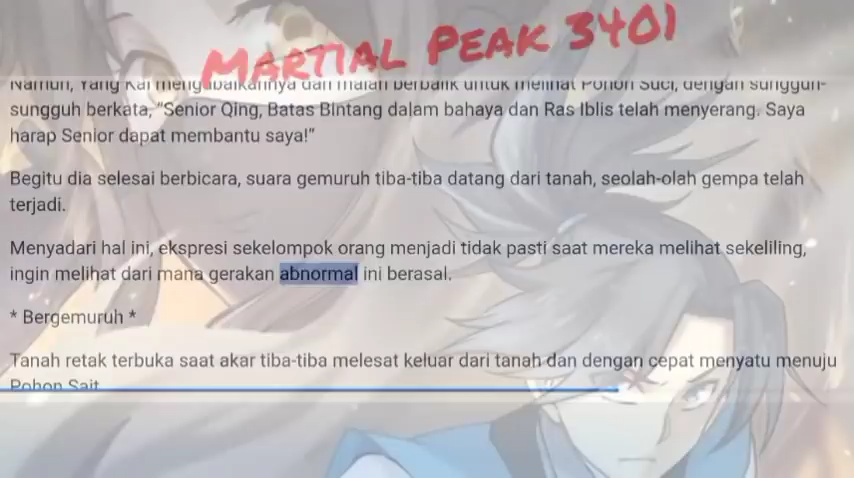 MARTIAL PEAK 3401
Namun, Yang Kai mengabaikannya dan malah berbalik untuk melihat Pohon Suci, dengan sungguh-
sungguh berkata, "Senior Qing, Batas BIntang dalam bahaya dan Ras Iblis telah menyerang. Saya
harap Senior dapat membantu saya!"
Begitu dia selesai berbicara, suara gemuruh tiba-tiba datang dari tanah, seolah-olah gempa telah
terjadi.
Menyadari hal ini, ekspresi sekelompok orang menjadi tidak pasti saat mereka melihat sekeliling,
ingin melihat dari mana gerakan abnormal ini berasal.
* Bergemuruh *
Tanah retak terbuka saat akar tiba-tiba melesat keluar dari tanah dan dengan cepat menyatu menuju
Pohon Sait